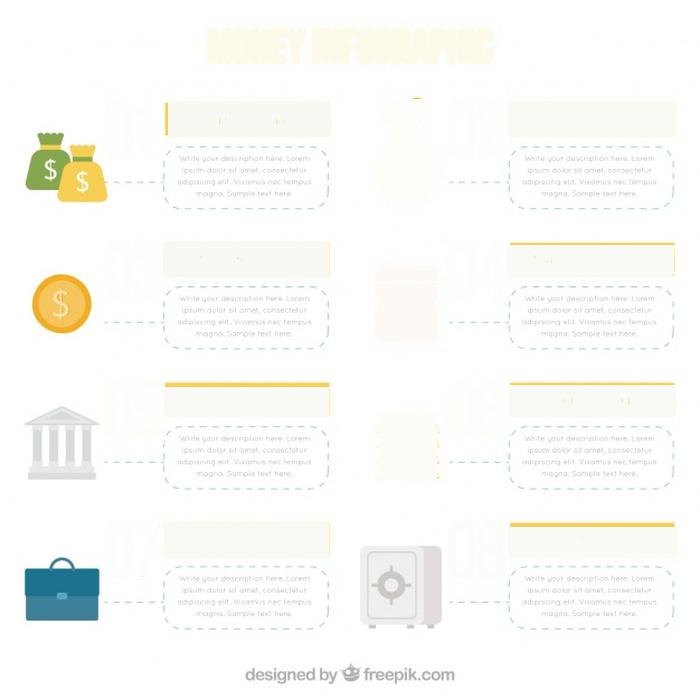 MONEY INFOGRAPHIC
01
$
$
Write your description here. Lorem
ipsum dolor sit amet, consectetur
adipiscing elit. Vivamus nec tempus
magna. Sample text here.
02
Write your description here. Lorem
ipsum dolor sit amet, consectetur
adipiscing elit. Vivamus nec tempus
magna. Sample text here.
03
$
Write your description here. Lorem
ipsum dolor sit amet, consectetur
adipiscing elit. Vivamus nec tempus
magna. Sample text here.
04
Write your description here. Lorem
ipsum dolor sit amet, consectetur
adipiscing elit. Vivamus nec tempus
magna. Sample text here.
05
Write your description here. Lorem
ipsum dolor sit amet, consectetur
adipiscing elit. Vivamus nec tempus
magna. Sample text here.
06
Write your description here. Lorem
ipsum dolor sit amet, consectetur
adipiscing elit. Vivamus nec tempus
magna. Sample text here.
07
Write your description here. Lorem
ipsum dolor sit amet, consectetur
adipiscing elit. Vivamus nec tempus
magna. Sample text here.
08
Write your description here. Lorem
ipsum dolor sit amet, consectetur
adipiscing elit. Vivamus nec tempus
magna. Sample text here.
designed by freepik.com